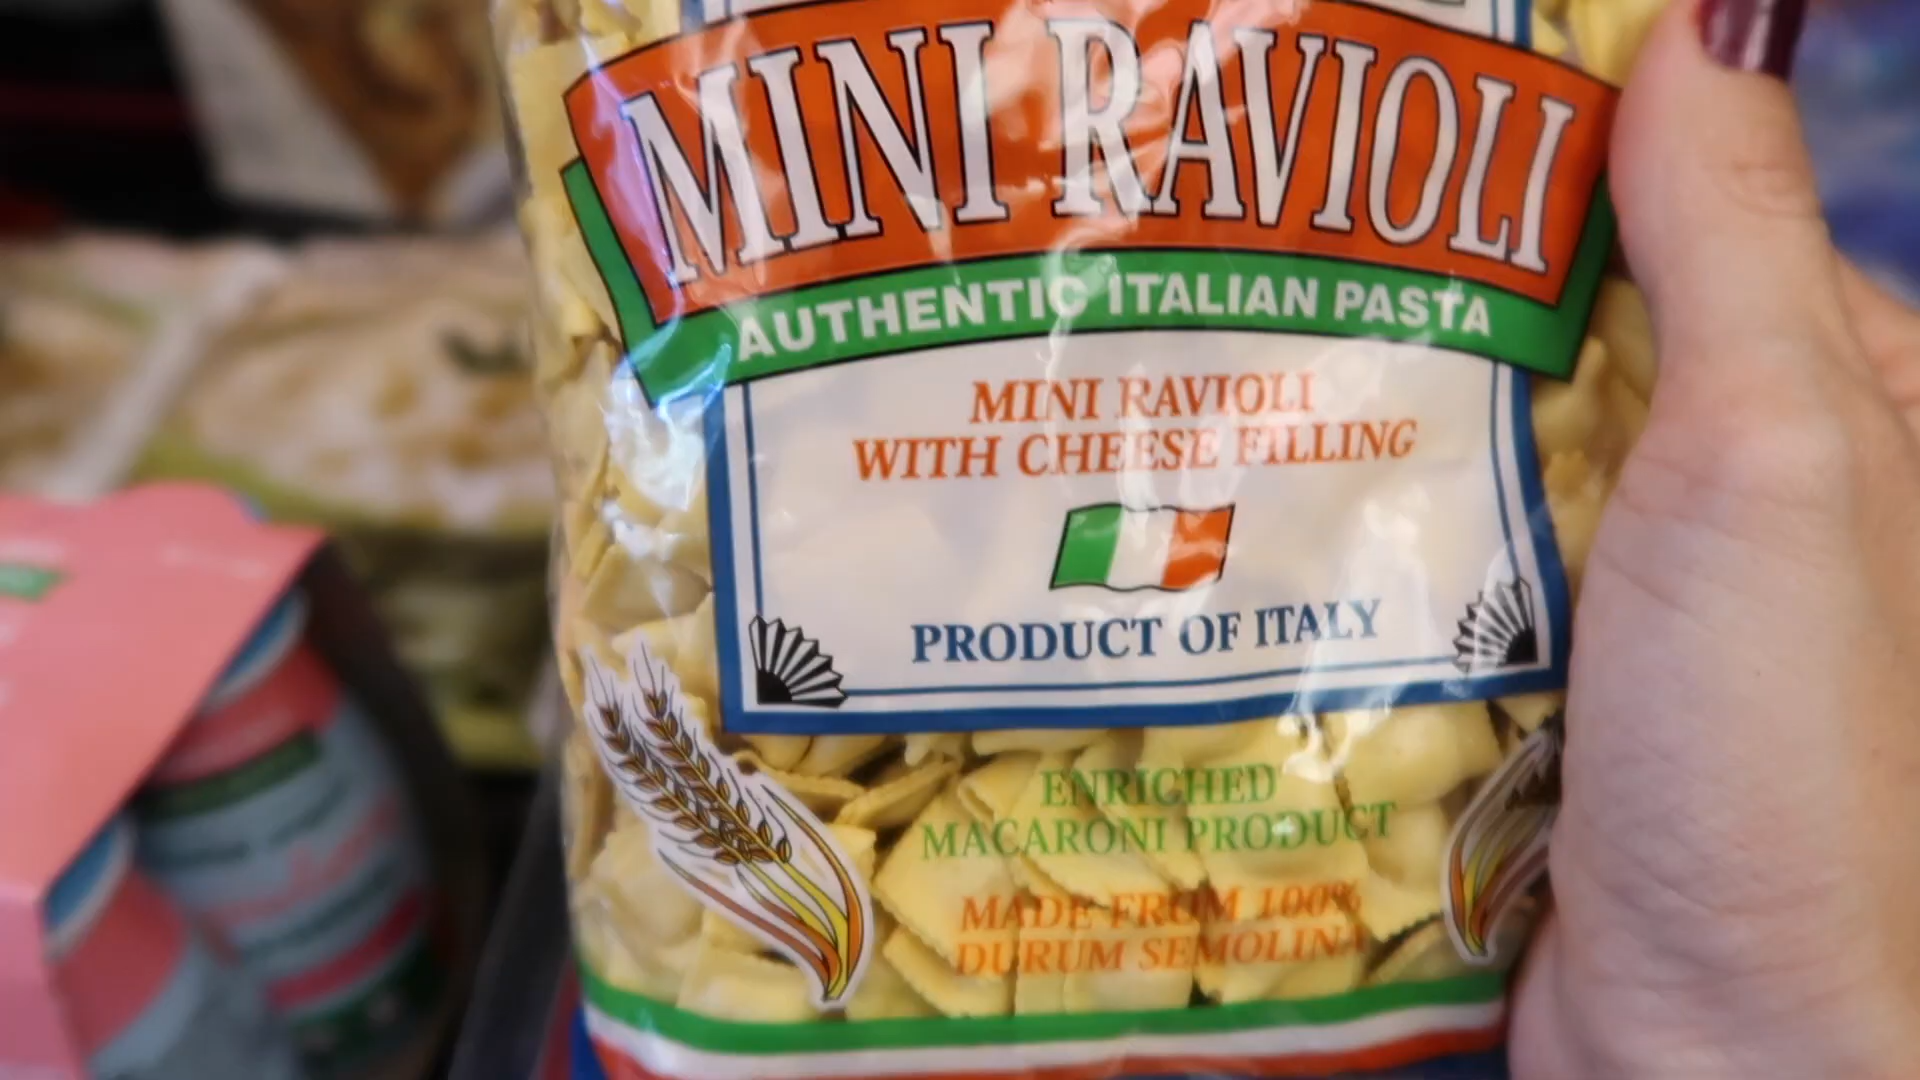 MINI RAVIOLI
AUTHENTIC ITALIAN PASTA
MINI RAVIOLI
WITH CHEESE FILLING
PRODUCT OF ITALY
ENRICHED
MACARONI PRODUCT
MADE FROM 100%
DURUM SEMOLINA